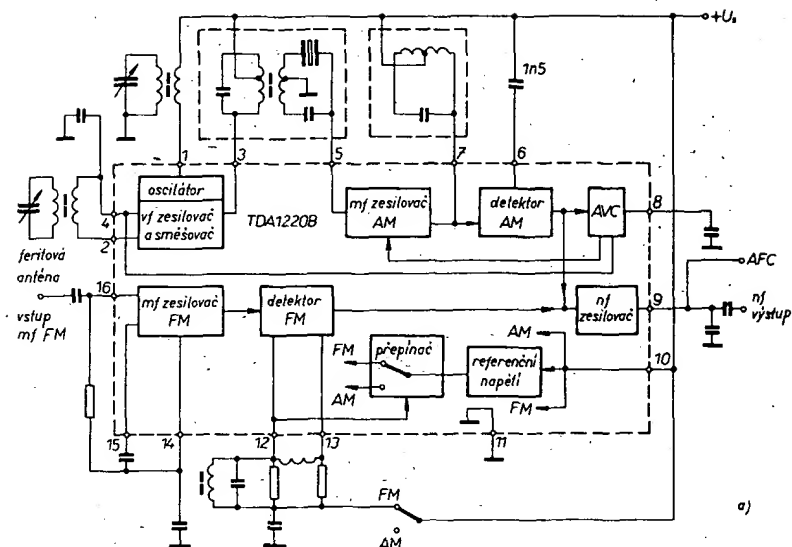 +Us
1n5
1
3
5
7
6
oscilátor
vf zesilovač
a směšovač
TDA1220B
mf zesilovač
AM
detektor
AM
AVC
8
4
2
feritová
anténa
AFC
16
vstup
mf FM
mf zesilovač
FM
detektor
FM
nf
zesilovač
9
nf
výstup
AM
FM
přepínač
AM
referenční
napětí
FM
10
15
14
12
13
11
FM
AM
a)